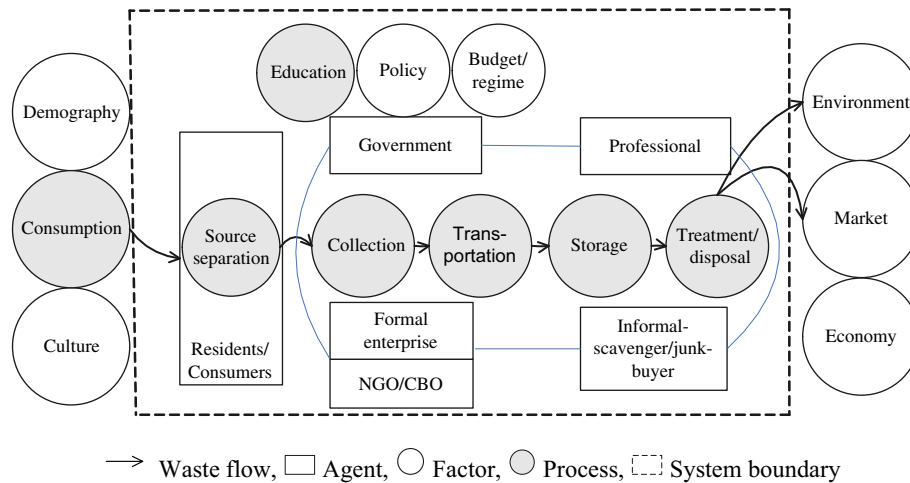 Demography
Consumption
Culture
Education
Policy
Budget/
regime
Government
Professional
Source
separation
Residents/
Consumers
Collection
Trans-
portation
Storage
Treatment/
disposal
Formal
enterprise
NGO/CBO
Informal-
scavenger/junk-
buyer
Environment
Market
Economy
Waste flow, Agent, Factor, Process, System boundary